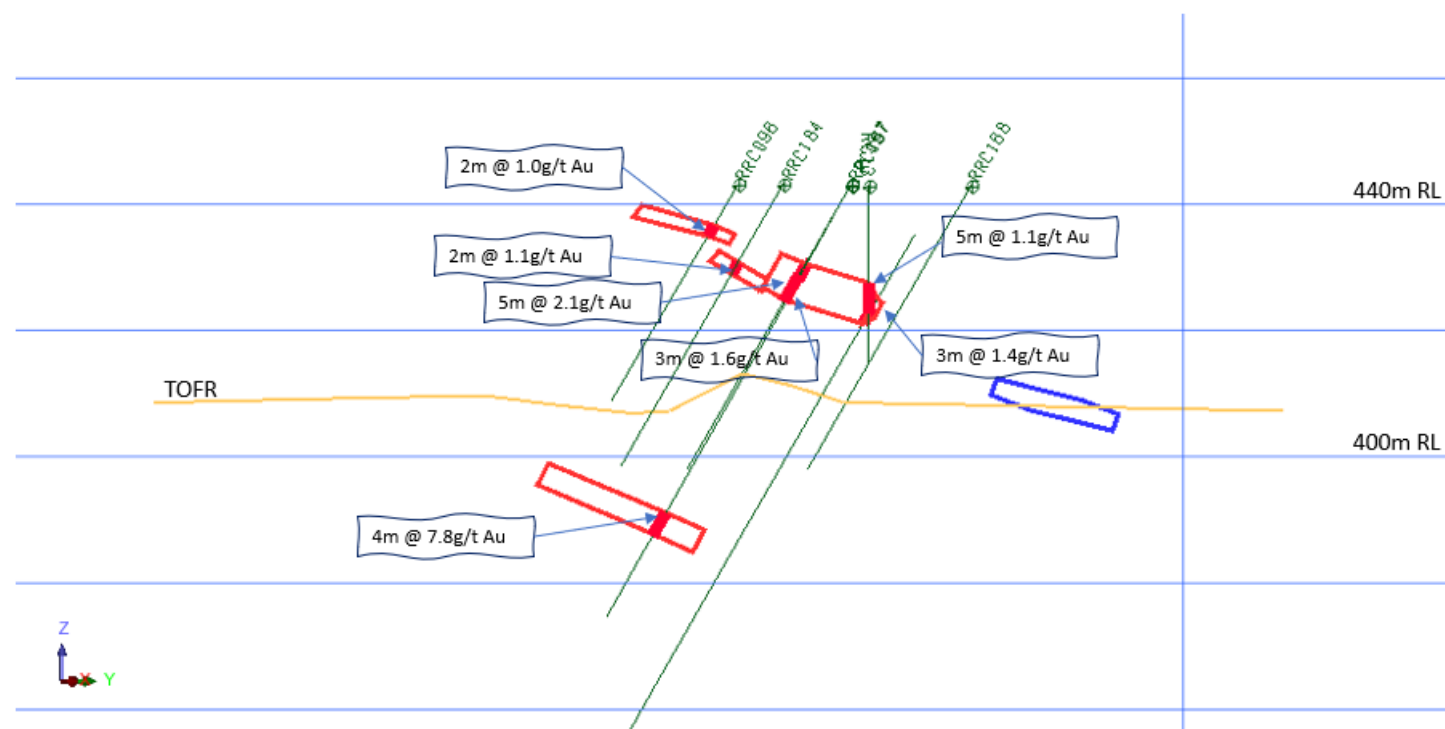 RRC096
RRC184
RRC188
2m @ 1.0g/t Au
440m RL
5m @ 1.1g/t Au
2m @ 1.1g/t Au
5m @ 2.1g/t Au
3m @ 1.6g/t Au
3m @ 1.4g/t Au
TOFR
400m RL
4m @ 7.8g/t Au
Z
X Y